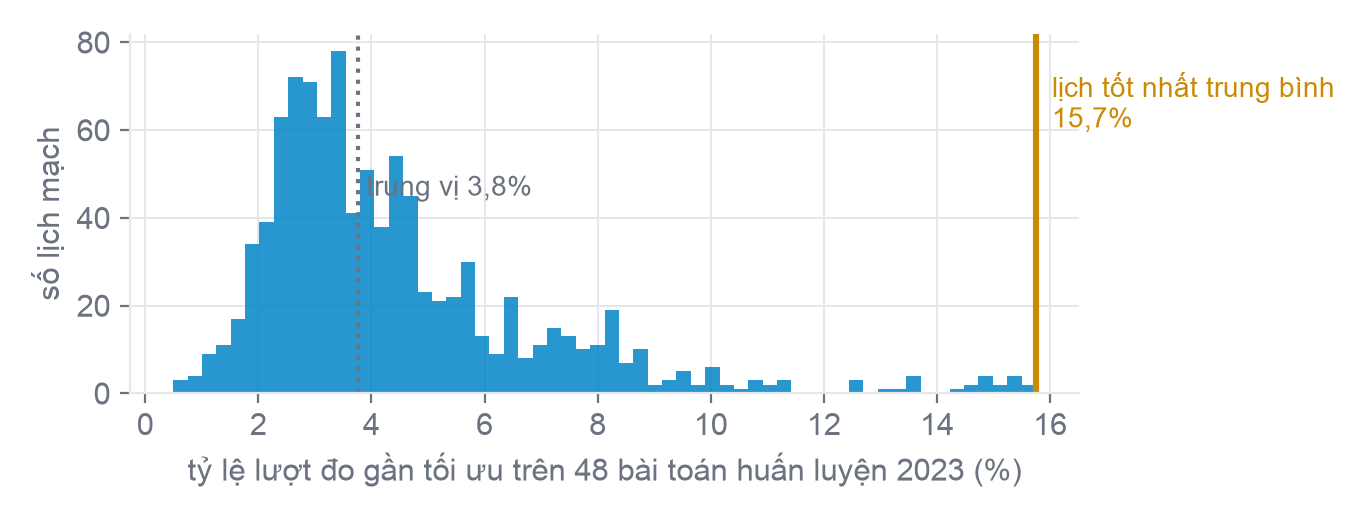 80
60
40
20
0
số lịch mạch
lịch tốt nhất trung bình
15,7%
trung vị 3,8%
0 2 4 6 8 10 12 14 16
tỷ lệ lượt đo gần tối ưu trên 48 bài toán huấn luyện 2023 (%)